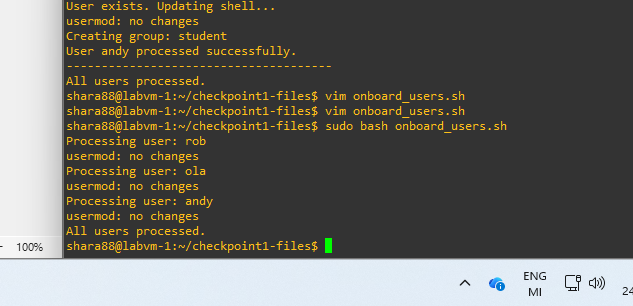 User exists. Updating shell...
usermod: no changes
Creating group: student
User andy processed successfully.
--------------------------------------
All users processed.
shara88@labvm-1:~/checkpoint1-files$ vim onboard_users.sh
shara88@labvm-1:~/checkpoint1-files$ vim onboard_users.sh
shara88@labvm-1:~/checkpoint1-files$ sudo bash onboard_users.sh
Processing user: rob
usermod: no changes
Processing user: ola
usermod: no changes
Processing user: andy
usermod: no changes
All users processed.
shara88@labvm-1:~/checkpoint1-files$
100%
ENG
MI
24